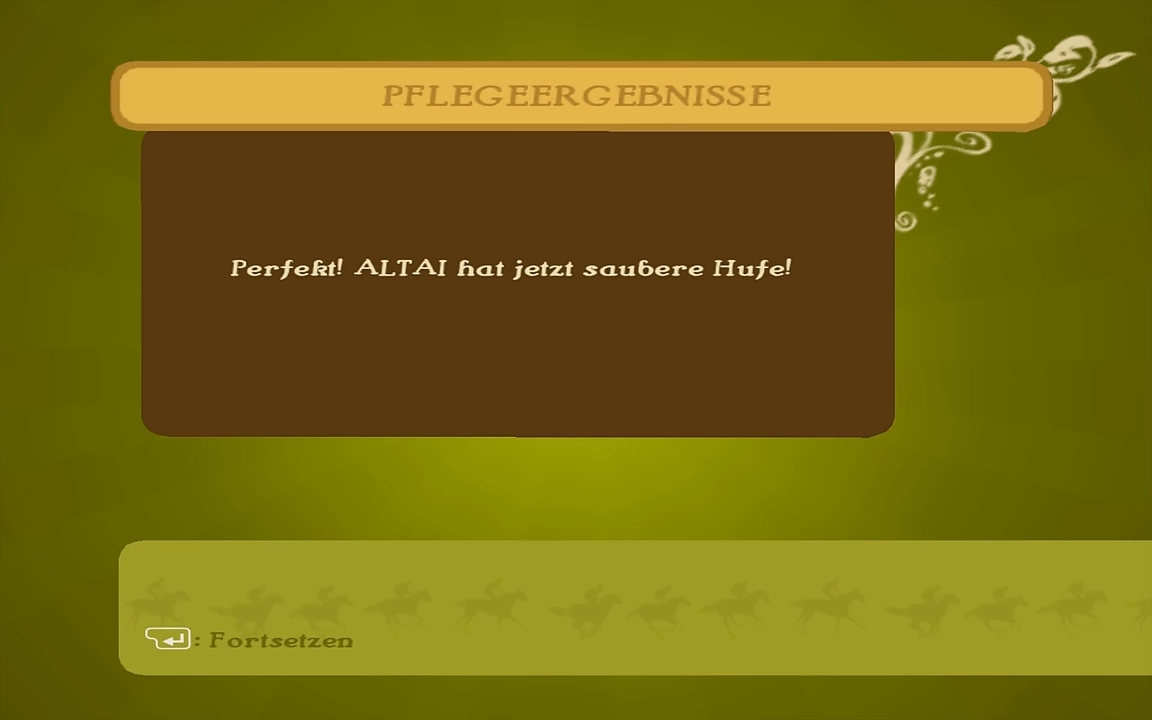 PFLEGEERGEBNISSE
Perfekt! ALTAI hat jetzt saubere Hufe!
: Fortsetzen